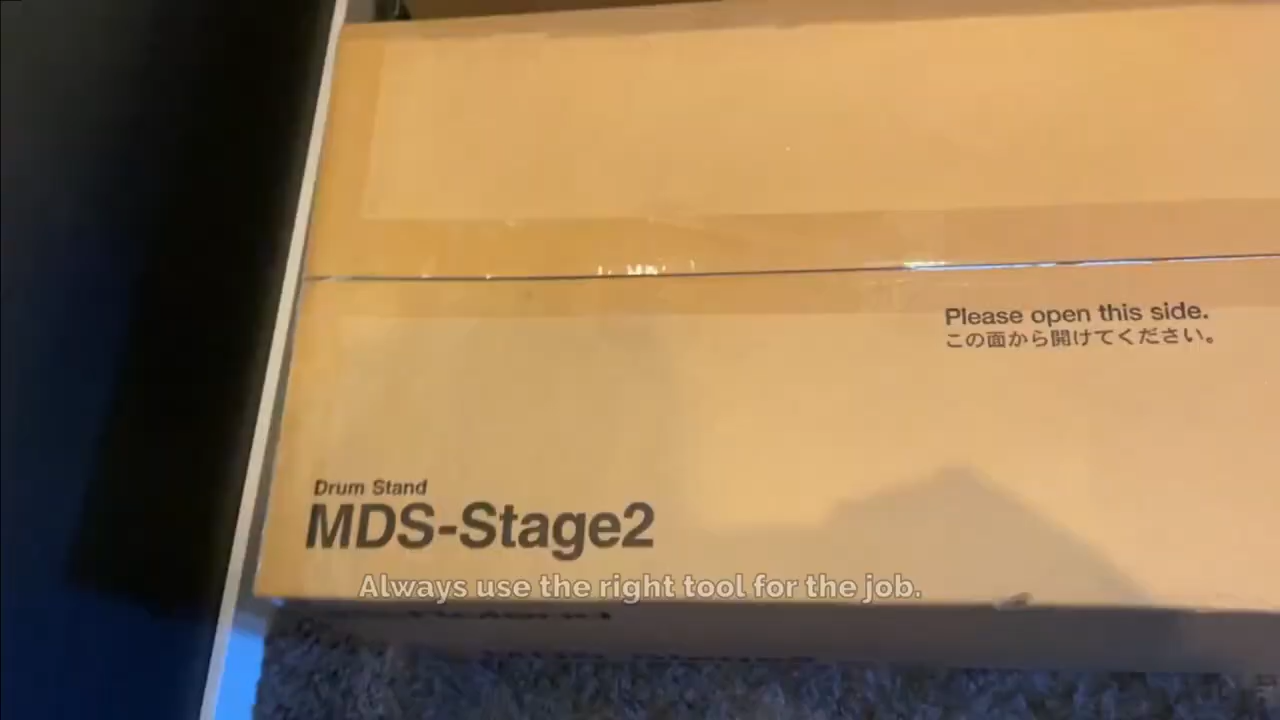 Please open this side.
この面から開けてください。
Drum Stand
MDS-Stage2
Always use the right tool for the job.